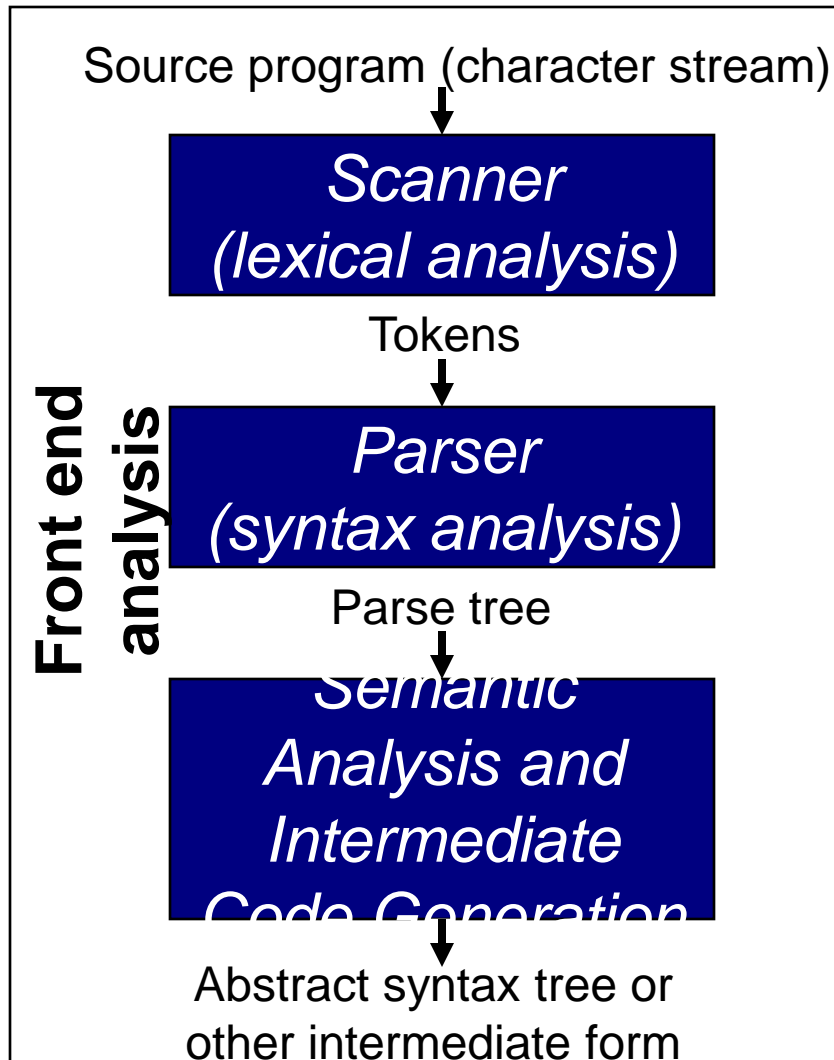 Source program (character stream)
Scanner
(lexical analysis)
Tokens
Front end
analysis
Parser
(syntax analysis)
Parse tree
Semantic
Analysis and
Intermediate
Code Generation
Abstract syntax tree or
other intermediate form